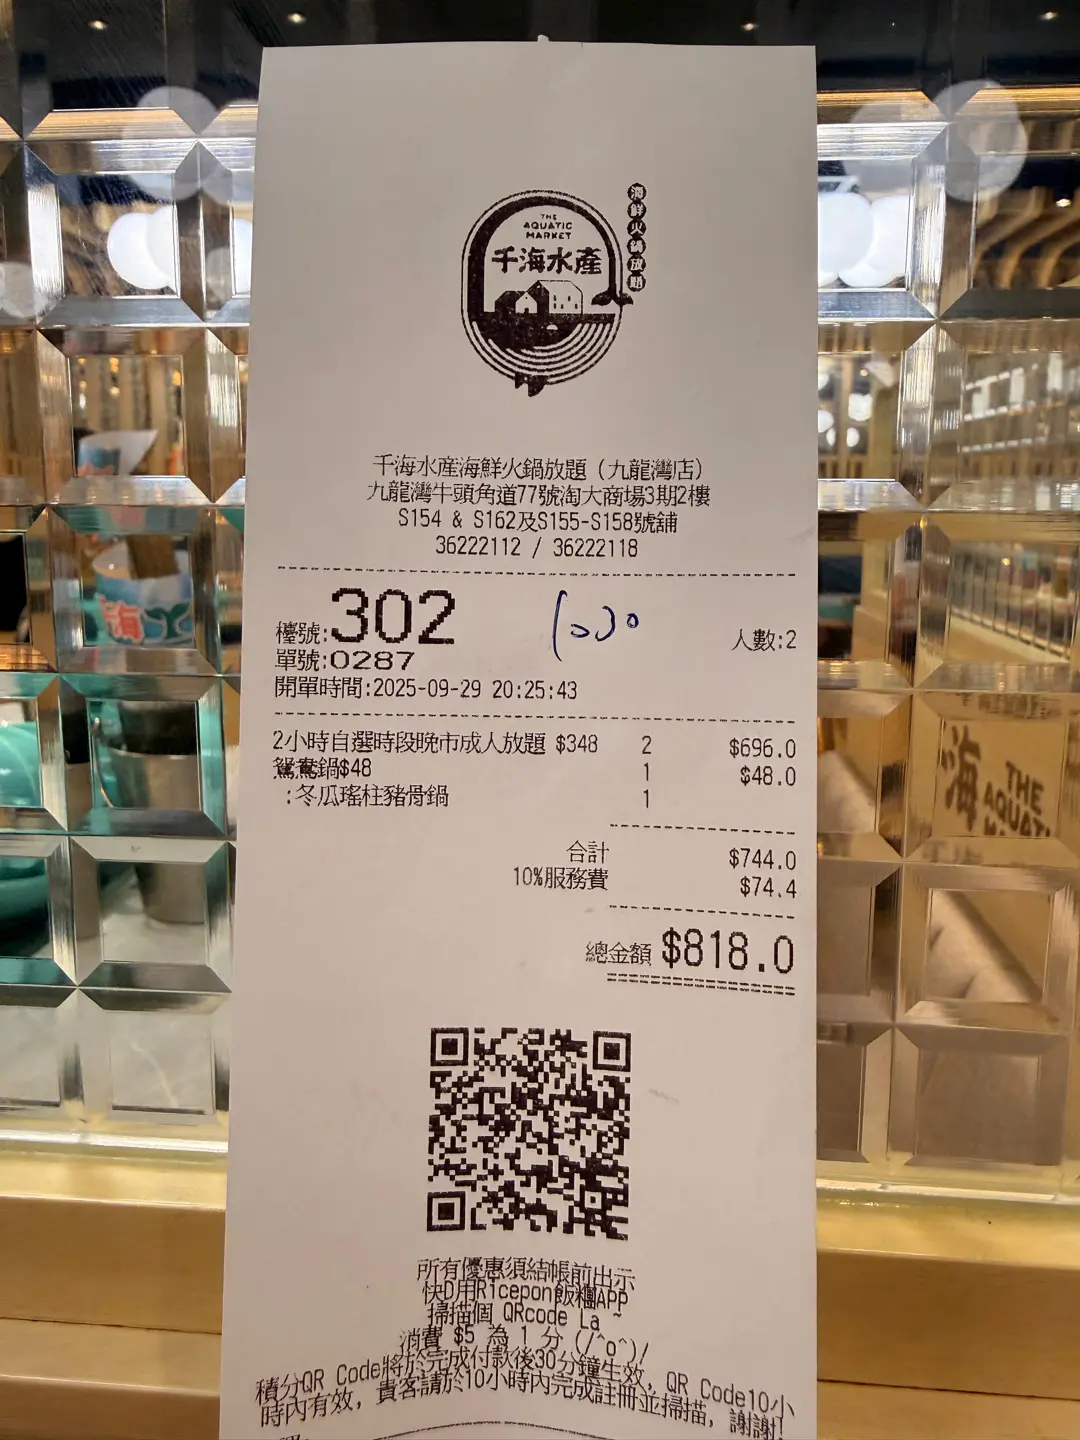 THE
AQUATIC
MARKET
千海水產
海鮮火鍋放題
千海水產海鮮火鍋放題 (九龍灣店)
九龍灣牛頭角道77號淘大商場3期2樓
S154 & S162及S155-S158號舖
36222112 / 36222118
檯號:302
1030
人數:2
單號:0287
開單時間:2025-09-29 20:25:43
2小時自選時段晚市成人放題 $348 2 $696.0
鴛鴦鍋$48 1 $48.0
:冬瓜瑤柱豬骨鍋 1
合計 $744.0
10%服務費 $74.4
總金額 $818.0
所有優惠須結帳前出示
快D用Ricepon飯糰APP
掃描個 QRcode La ~
消費 $5 為 1 分 (/^o^)/
積分QR Code將於完成付款後30分鐘生效, QR Code10小
時內有效, 貴客請於10小時內完成註冊並掃描, 謝謝!
海
THE
AQUATI
海